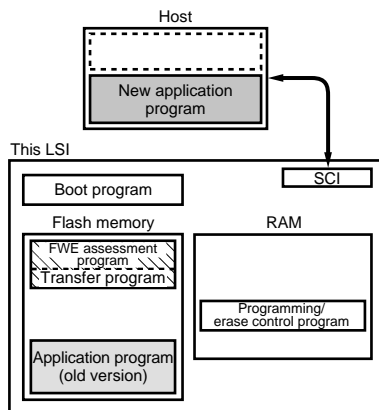 Host
New application
program
This LSI
SCI
Boot program
Flash memory
RAM
FWE assessment
program
Transfer program
Programming/
erase control program
Application program
(old version)